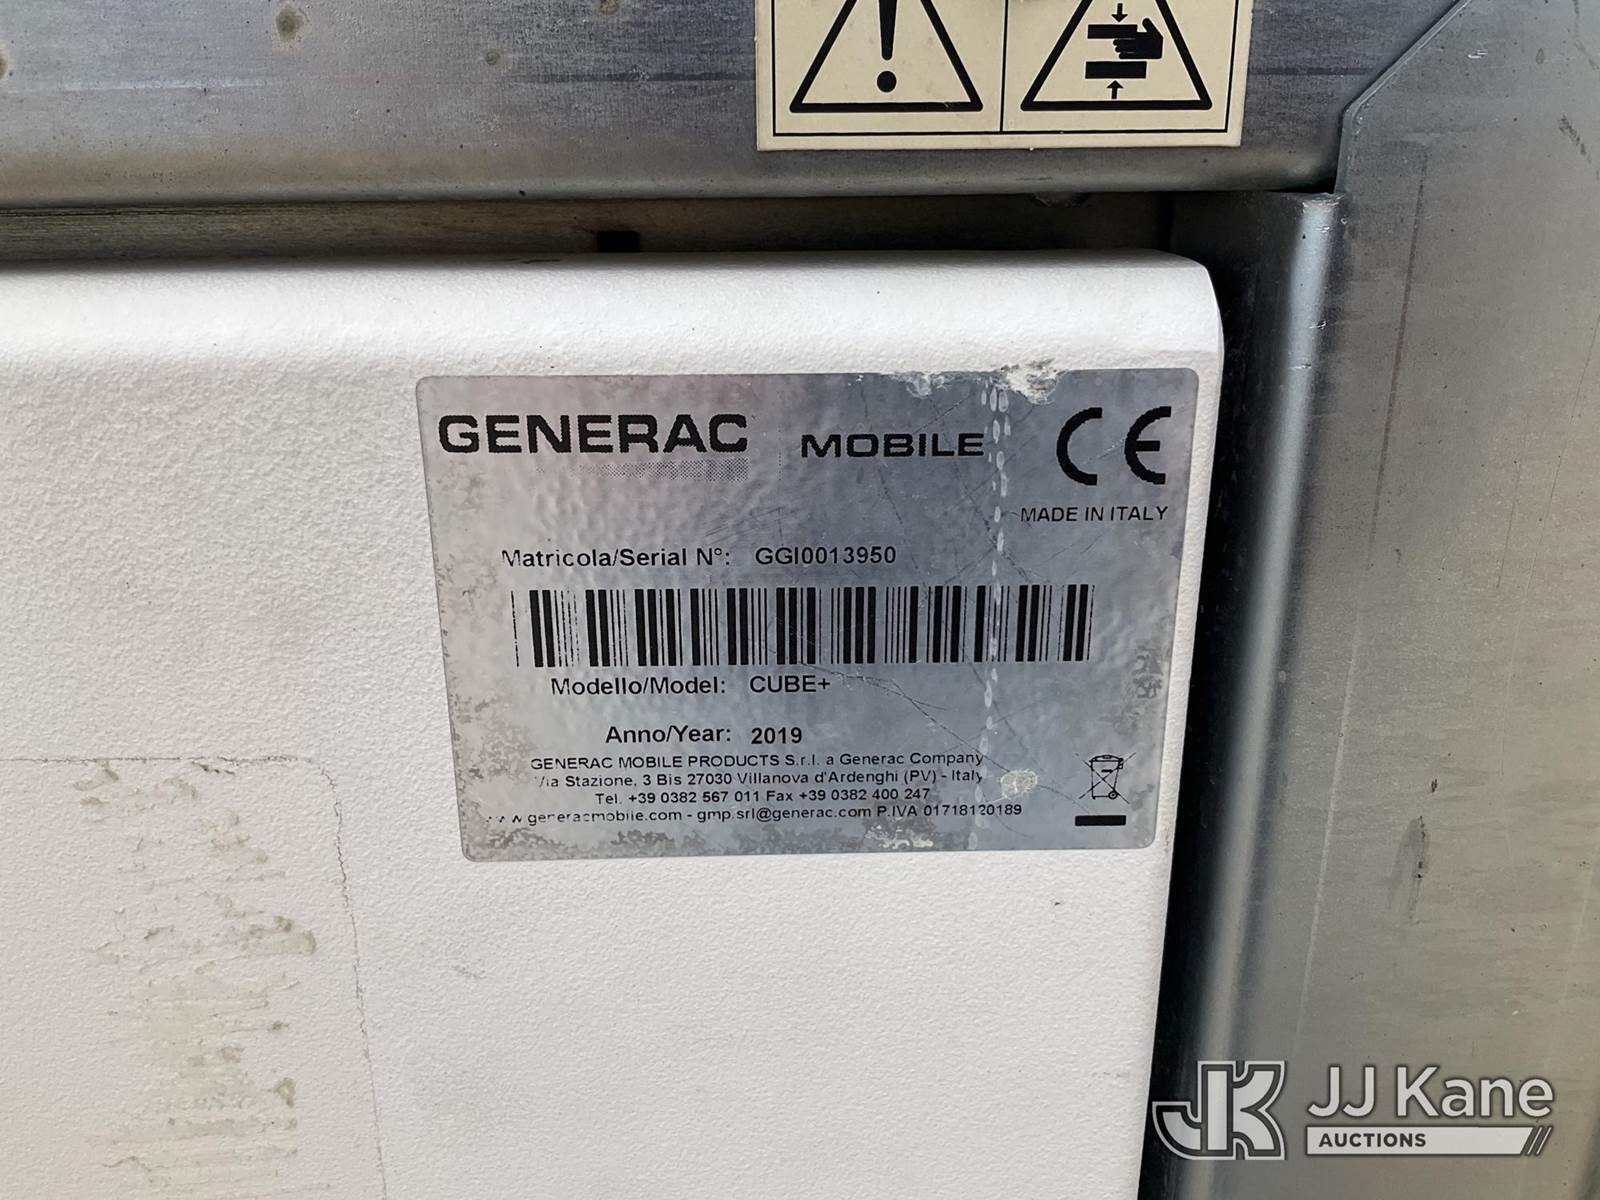 GENERAC MOBILE CE
MADE IN ITALY
Matricola/Serial N°: GGI0013950
Modello/Model: CUBE+
Anno/Year: 2019
GENERAC MOBILE PRODUCTS S.r.l. a Generac Company
Via Stazione, 3 Bis 27030 Villanova d'Ardenghi (PV) - Italy
Tel. +39 0382 567 011 Fax +39 0382 400 247
www.generacmobile.com - gmp.srl@generac.com P.IVA 01718120189
JK JJ Kane
AUCTIONS